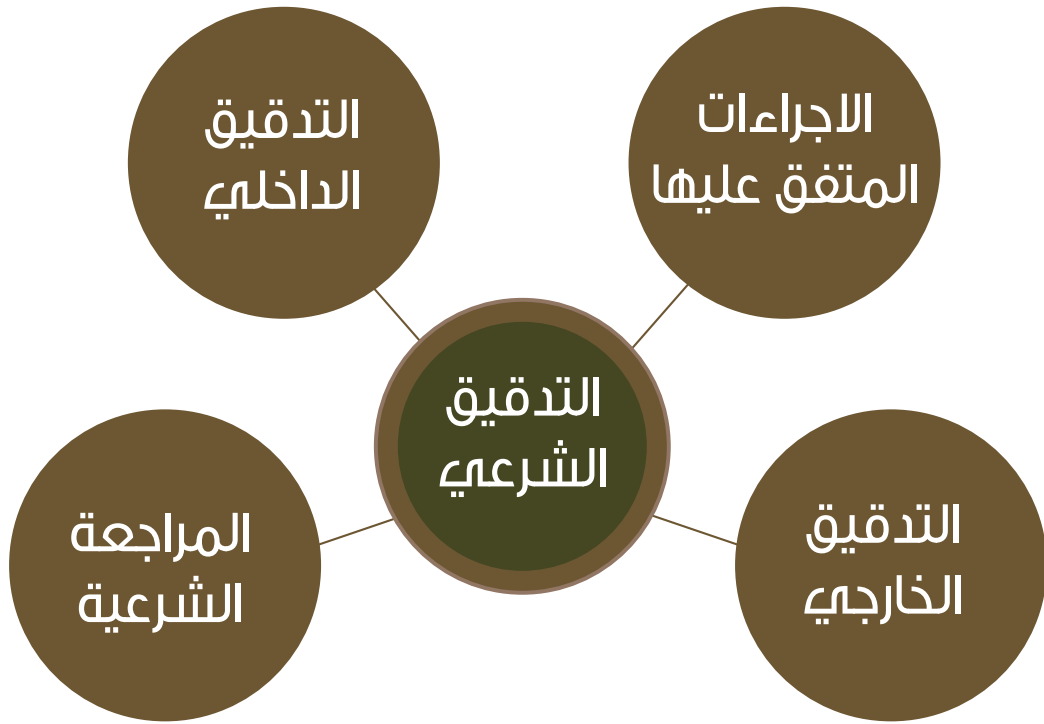 الاجراءات
المتفق عليها
التدقيق
الداخلي
التدقيق
الشرعي
التدقيق
الخارجي
المراجعة
الشرعية